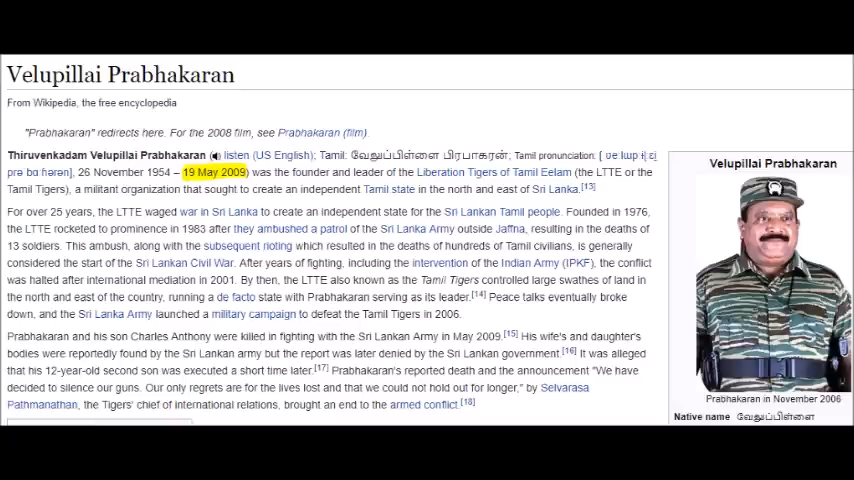 Velupillai Prabhakaran
From Wikipedia, the free encyclopedia
"Prabhakaran" redirects here. For the 2008 film, see Prabhakaran (film).
Thiruvenkadam Velupillai Prabhakaran ( listen (US English); Tamil: வேலுப்பிள்ளை பிரபாகரன்; Tamil pronunciation:
26 November 1954 – 19 May 2009) was the founder and leader of the Liberation Tigers of Tamil Eelam (the LTTE or the
Tamil Tigers), a militant organization that sought to create an independent Tamil state in the north and east of Sri Lanka.[13]
For over 25 years, the LTTE waged war in Sri Lanka to create an independent state for the Sri Lankan Tamil people. Founded in 1976,
the LTTE rocketed to prominence in 1983 after they ambushed a patrol of the Sri Lanka Army outside Jaffna, resulting in the deaths of
13 soldiers. This ambush, along with the subsequent rioting which resulted in the deaths of hundreds of Tamil civilians, is generally
considered the start of the Sri Lankan Civil War. After years of fighting, including the intervention of the Indian Army (IPKF), the conflict
was halted after international mediation in 2001. By then, the LTTE also known as the Tamil Tigers controlled large swathes of land in
the north and east of the country, running a de facto state with Prabhakaran serving as its leader.[14] Peace talks eventually broke
down, and the Sri Lanka Army launched a military campaign to defeat the Tamil Tigers in 2006.
Prabhakaran and his son Charles Anthony were killed in fighting with the Sri Lankan Army in May 2009.[15] His wife's and daughter's
bodies were reportedly found by the Sri Lankan army but the report was later denied by the Sri Lankan government [16] It was alleged
that his 12-year-old second son was executed a short time later.[17] Prabhakaran's reported death and the announcement "We have
decided to silence our guns. Our only regrets are for the lives lost and that we could not hold out for longer," by Selvarasa
Pathmanathan, the Tigers' chief of international relations, brought an end to the armed conflict.[18]
Velupillai Prabhakaran
Prabhakaran in November 2006
Native name வேலுப்பிள்ளை